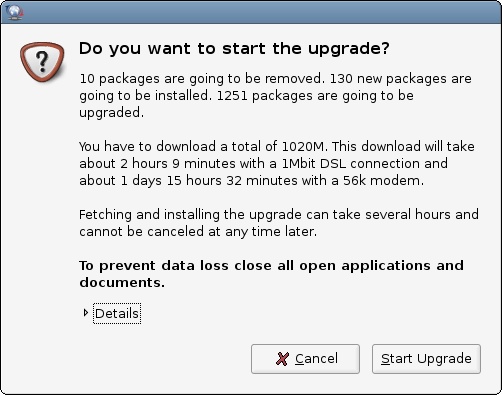 Do you want to start the upgrade?
10 packages are going to be removed. 130 new packages are
going to be installed. 1251 packages are going to be
upgraded.
You have to download a total of 1020M. This download will take
about 2 hours 9 minutes with a 1Mbit DSL connection and
about 1 days 15 hours 32 minutes with a 56k modem.
Fetching and installing the upgrade can take several hours and
cannot be canceled at any time later.
To prevent data loss close all open applications and
documents.
Details
Cancel
Start Upgrade